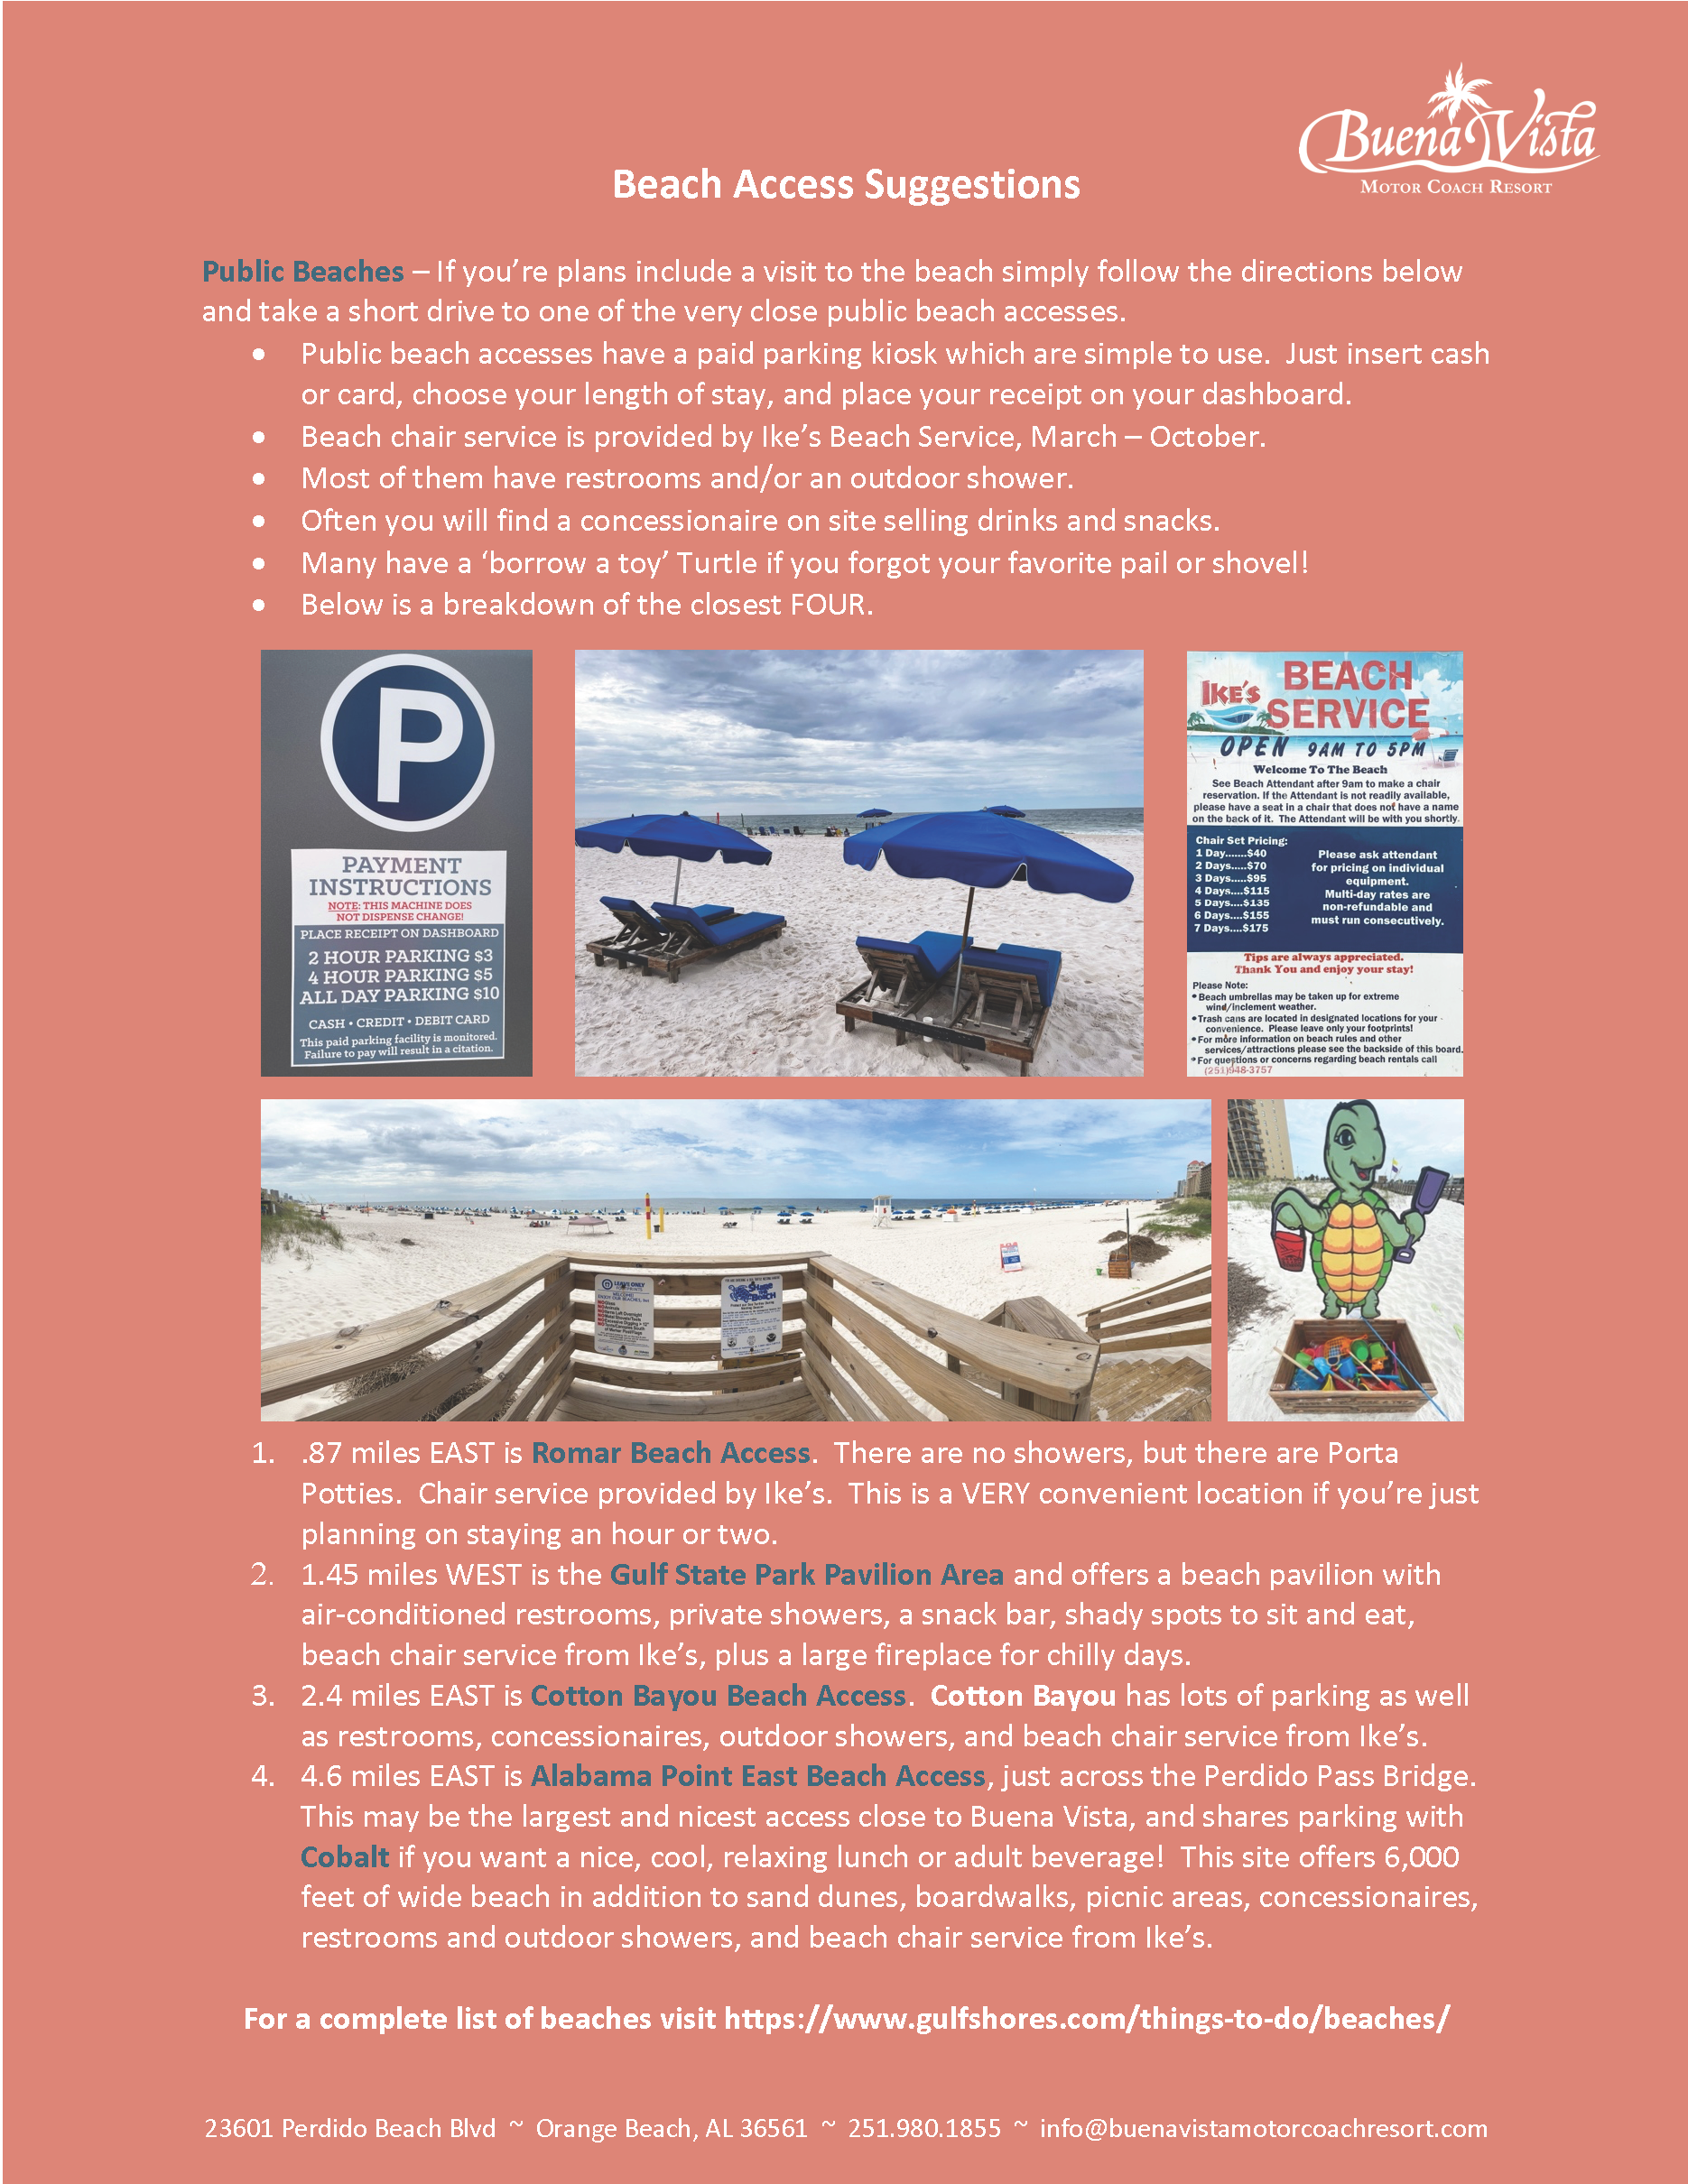 Buena Vista
MOTOR COACH RESORT
Beach Access Suggestions
Public Beaches – If you’re plans include a visit to the beach simply follow the directions below
and take a short drive to one of the very close public beach accesses.
• Public beach accesses have a paid parking kiosk which are simple to use. Just insert cash
or card, choose your length of stay, and place your receipt on your dashboard.
• Beach chair service is provided by Ike’s Beach Service, March – October.
• Most of them have restrooms and/or an outdoor shower.
• Often you will find a concessionaire on site selling drinks and snacks.
• Many have a ‘borrow a toy’ Turtle if you forgot your favorite pail or shovel!
• Below is a breakdown of the closest FOUR.
P
PAYMENT
INSTRUCTIONS
NOTE: THIS MACHINE DOES
NOT DISPENSE CHANGE!
PLACE RECEIPT ON DASHBOARD
2 HOUR PARKING $3
4 HOUR PARKING $5
ALL DAY PARKING $10
CASH • CREDIT • DEBIT CARD
This paid parking facility is monitored.
Failure to pay will result in a citation.
IKE'S BEACH
SERVICE
OPEN 9AM TO 5PM
Welcome To The Beach
See Beach Attendant after 9am to make a chair
reservation. If the Attendant is not readily available,
please have a seat in a chair that does not have a name
on the back of it. The Attendant will be with you shortly.
Chair Set Pricing:
1 Day.......$40
2 Days.....$70
3 Days.....$95
4 Days....$115
5 Days....$135
6 Days....$155
7 Days....$175
Please ask attendant
for pricing on individual
equipment.
Multi-day rates are
non-refundable and
must run consecutively.
Tips are always appreciated.
Thank You and enjoy your stay!
Please Note:
• Beach umbrellas may be taken up for extreme
wind/inclement weather.
• Trash cans are located in designated locations for your
convenience. Please leave only your footprints!
• For more information on beach rules and other
services/attractions please see the backside of this board.
• For questions or concerns regarding beach rentals call
(251)948-3757
LEAVE ONLY
1. .87 miles EAST is Romar Beach Access. There are no showers, but there are Porta
Potties. Chair service provided by Ike’s. This is a VERY convenient location if you’re just
planning on staying an hour or two.
2. 1.45 miles WEST is the Gulf State Park Pavilion Area and offers a beach pavilion with
air-conditioned restrooms, private showers, a snack bar, shady spots to sit and eat,
beach chair service from Ike’s, plus a large fireplace for chilly days.
3. 2.4 miles EAST is Cotton Bayou Beach Access. Cotton Bayou has lots of parking as well
as restrooms, concessionaires, outdoor showers, and beach chair service from Ike’s.
4. 4.6 miles EAST is Alabama Point East Beach Access, just across the Perdido Pass Bridge.
This may be the largest and nicest access close to Buena Vista, and shares parking with
Cobalt if you want a nice, cool, relaxing lunch or adult beverage! This site offers 6,000
feet of wide beach in addition to sand dunes, boardwalks, picnic areas, concessionaires,
restrooms and outdoor showers, and beach chair service from Ike’s.
For a complete list of beaches visit https://www.gulfshores.com/things-to-do/beaches/
23601 Perdido Beach Blvd ~ Orange Beach, AL 36561 ~ 251.980.1855 ~ info@buenavistamotorcoachresort.com